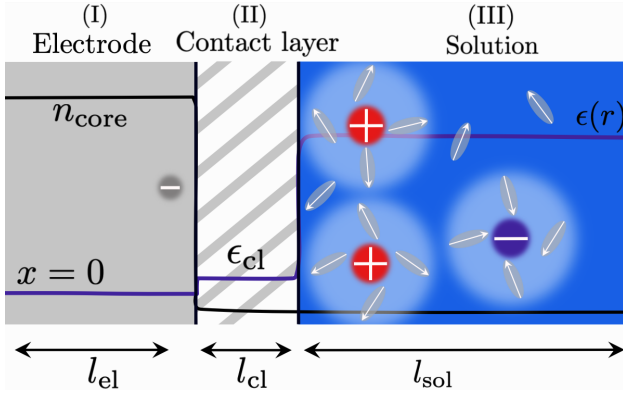 (I) (II) (III)
Electrode Contact layer Solution
n_core
ϵ(r)
+
−
ϵ_cl
−
x = 0
+
l_el l_cl l_sol